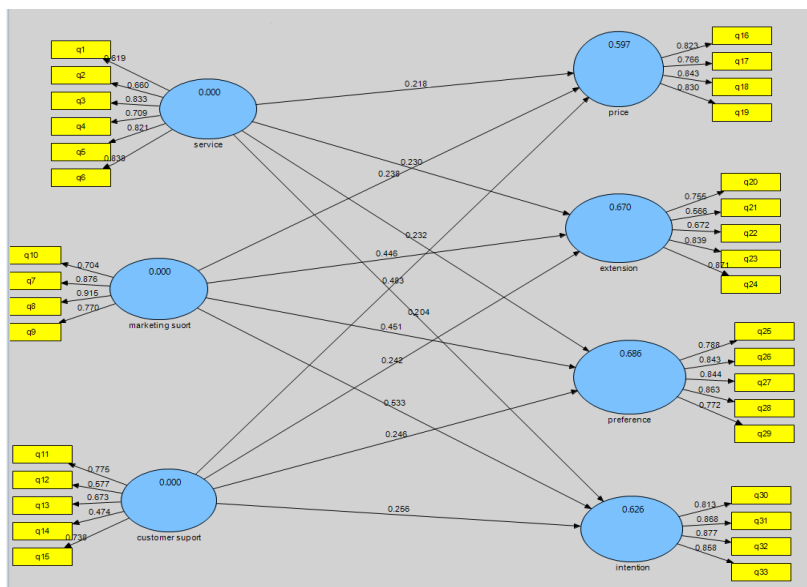 q1
0.619
q2
0.660
q3
0.833
q4
0.709
q5
0.821
q6
0.838
0.000
service
q10
0.704
q7
0.876
q8
0.915
q9
0.770
0.000
marketing suort
q11
0.775
q12
0.577
q13
0.673
q14
0.474
q15
0.738
0.000
customer suport
0.218
0.230
0.238
0.232
0.446
0.483
0.204
0.451
0.242
0.533
0.246
0.256
0.597
price
q16
0.823
q17
0.766
q18
0.843
q19
0.830
0.670
extension
q20
0.755
q21
0.566
q22
0.672
q23
0.839
q24
0.871
0.686
preference
q25
0.788
q26
0.843
q27
0.844
q28
0.863
q29
0.772
0.626
intention
q30
0.813
q31
0.868
q32
0.877
q33
0.858